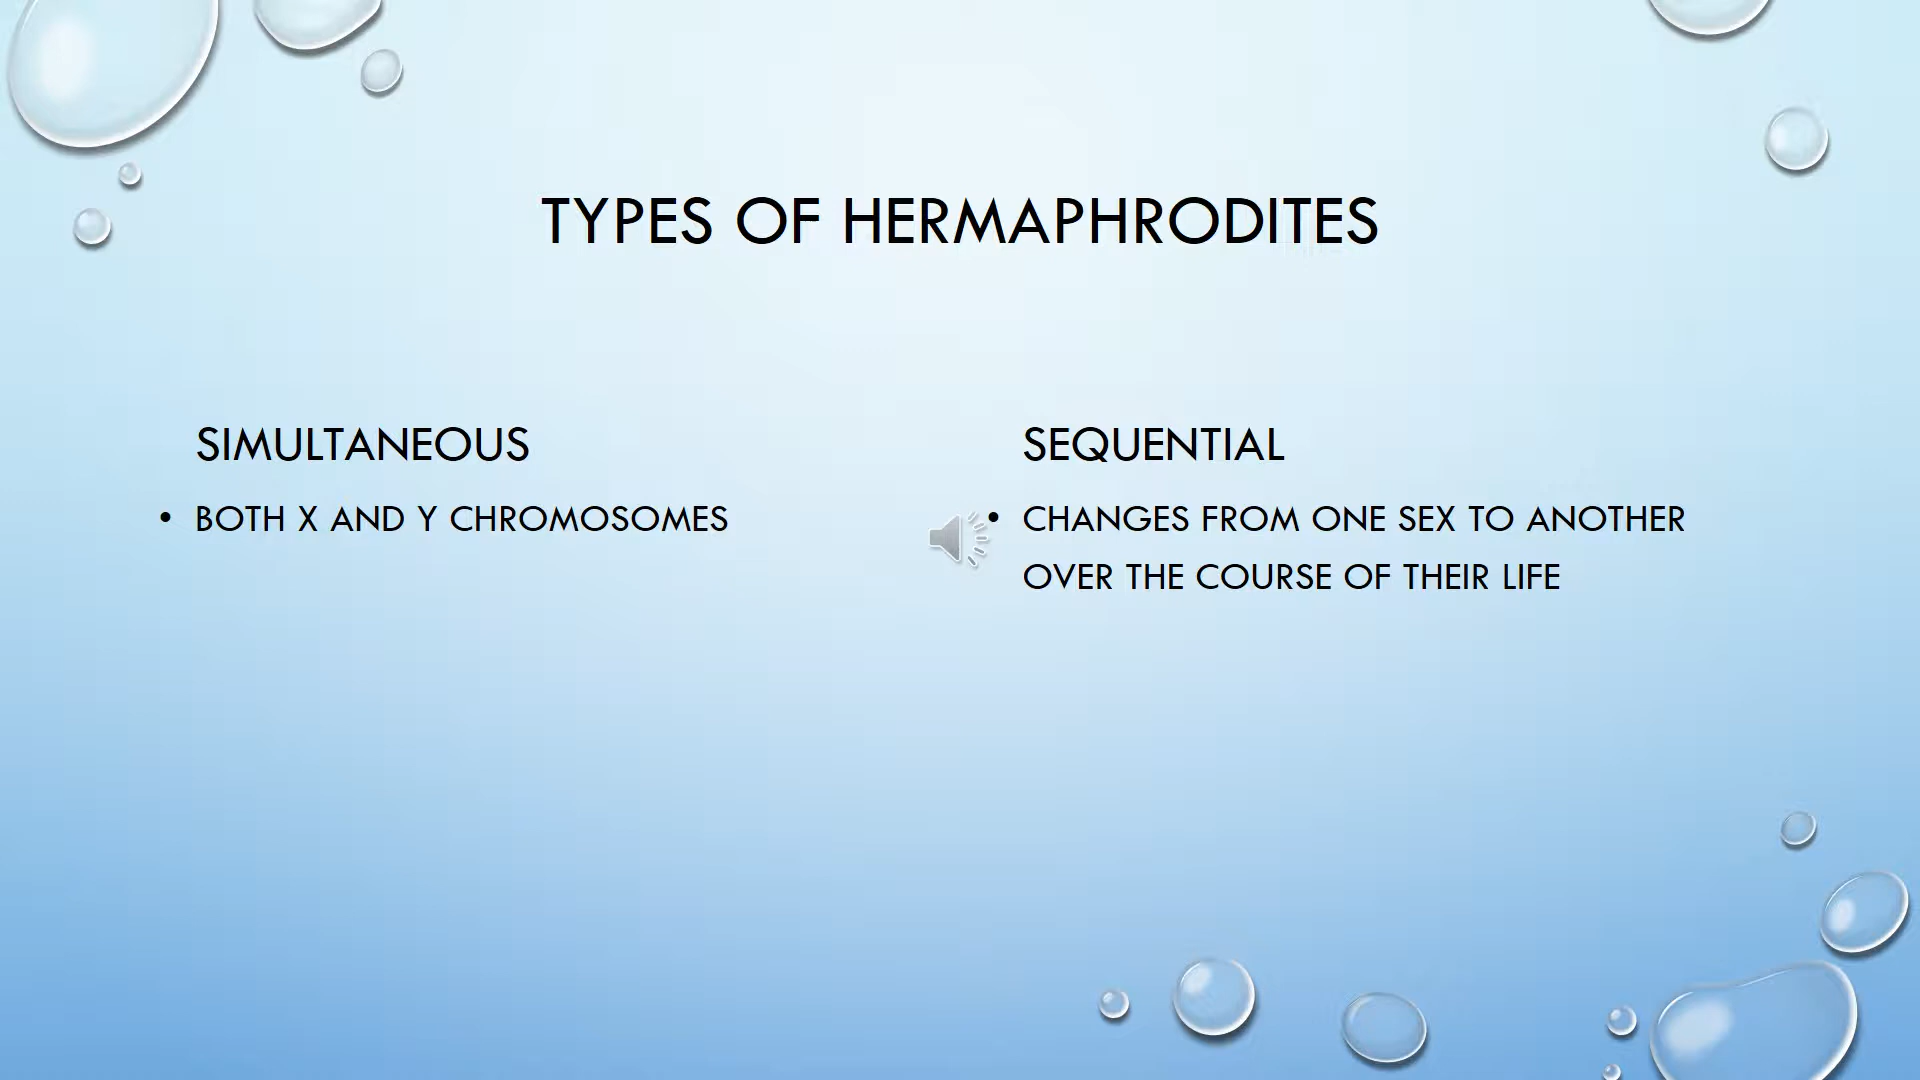 TYPES OF HERMAPHRODITES
SIMULTANEOUS
• BOTH X AND Y CHROMOSOMES
SEQUENTIAL
• CHANGES FROM ONE SEX TO ANOTHER
OVER THE COURSE OF THEIR LIFE